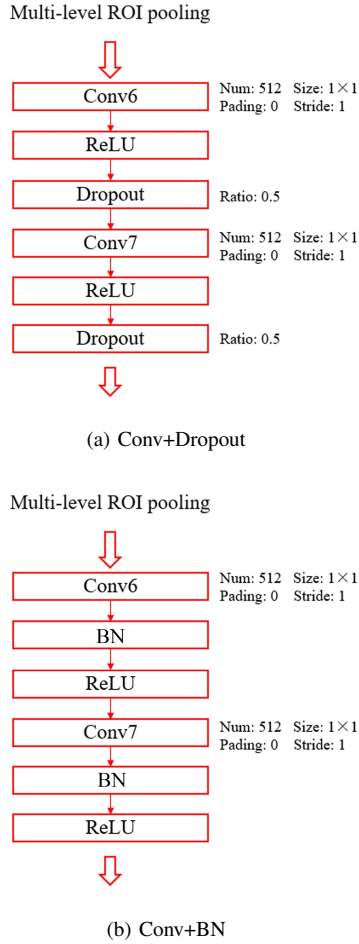 Multi-level ROI pooling
Conv6
Num: 512 Size: 1×1
Pading: 0 Stride: 1
ReLU
Dropout
Ratio: 0.5
Conv7
Num: 512 Size: 1×1
Pading: 0 Stride: 1
ReLU
Dropout
Ratio: 0.5
(a) Conv+Dropout
Multi-level ROI pooling
Conv6
Num: 512 Size: 1×1
Pading: 0 Stride: 1
BN
ReLU
Conv7
Num: 512 Size: 1×1
Pading: 0 Stride: 1
BN
ReLU
(b) Conv+BN